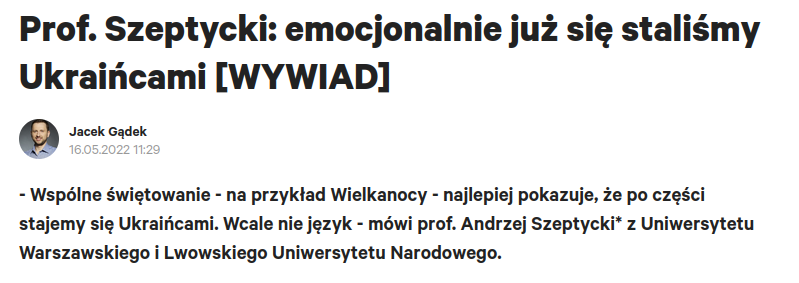 Prof. Szeptycki: emocjonalnie już się staliśmy
Ukraińcami [WYWIAD]
Jacek Gądek
16.05.2022 11:29
- Wspólne świętowanie - na przykład Wielkanocy - najlepiej pokazuje, że po części
stajemy się Ukraińcami. Wcale nie język - mówi prof. Andrzej Szeptycki* z Uniwersytetu
Warszawskiego i Lwowskiego Uniwersytetu Narodowego.